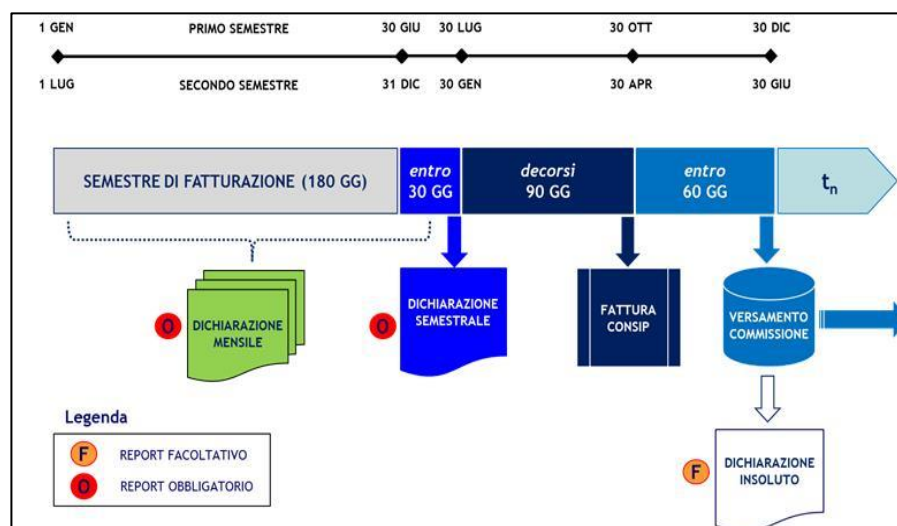 1 GEN PRIMO SEMESTRE 30 GIU 30 LUG 30 OTT 30 DIC
1 LUG SECONDO SEMESTRE 31 DIC 30 GEN 30 APR 30 GIU
SEMESTRE DI FATTURAZIONE (180 GG)
entro
30 GG
decorsi
90 GG
entro
60 GG
tn
O
DICHIARAZIONE
MENSILE
O
DICHIARAZIONE
SEMESTRALE
FATTURA
CONSIP
VERSAMENTO
COMMISSIONE
Legenda
F REPORT FACOLTATIVO
O REPORT OBBLIGATORIO
F
DICHIARAZIONE
INSOLUTO